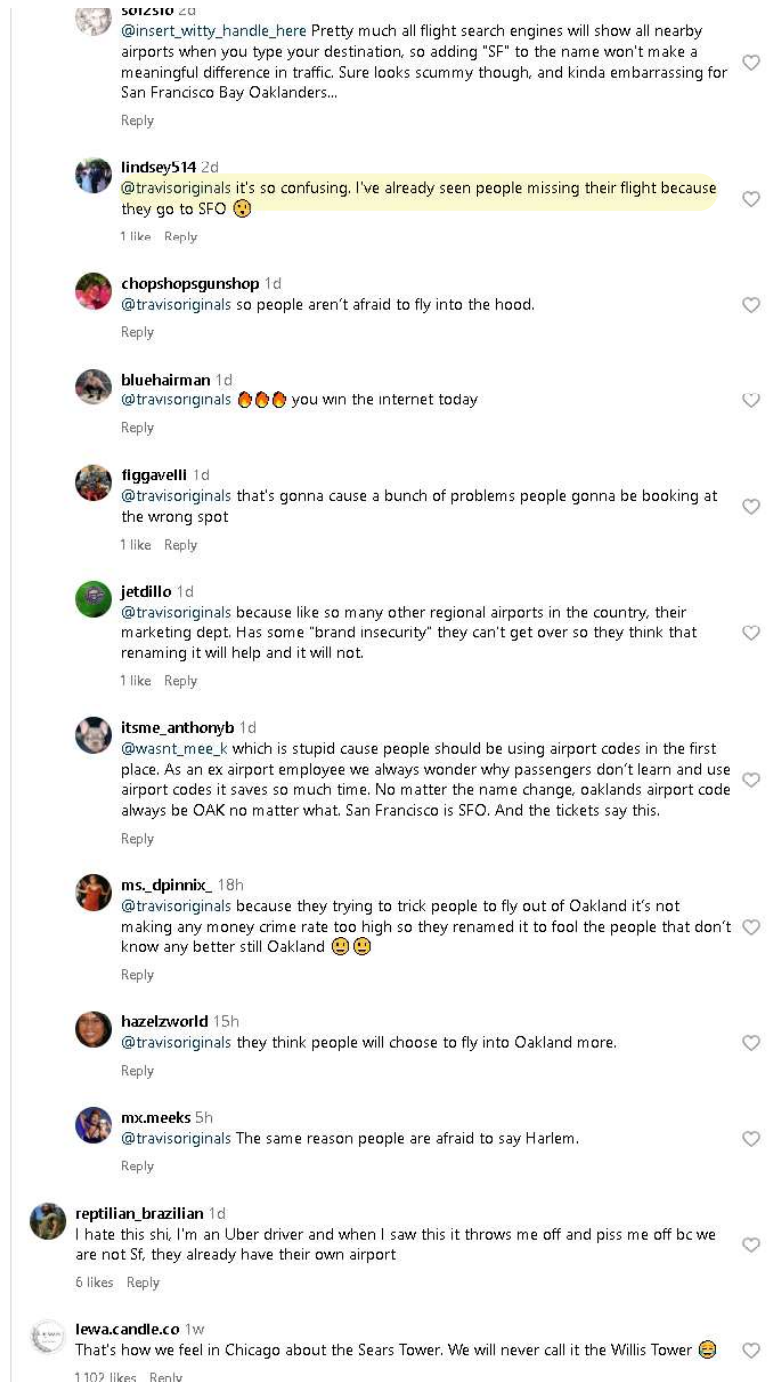 sof2sfo 2d
@insert_witty_handle_here Pretty much all flight search engines will show all nearby
airports when you type your destination, so adding "SF" to the name won't make a
meaningful difference in traffic. Sure looks scummy though, and kinda embarrassing for
San Francisco Bay Oaklanders...
Reply
lindsey514 2d
@travisoriginals it's so confusing. I've already seen people missing their flight because
they go to SFO 😲
1 like Reply
chopshopsgunshop 1d
@travisoriginals so people aren't afraid to fly into the hood.
Reply
bluehairman 1d
@travisoriginals 🔥🔥🔥 you win the internet today
Reply
figgavelli 1d
@travisoriginals that's gonna cause a bunch of problems people gonna be booking at
the wrong spot
1 like Reply
jetdillo 1d
@travisoriginals because like so many other regional airports in the country, their
marketing dept. Has some "brand insecurity" they can't get over so they think that
renaming it will help and it will not.
1 like Reply
itsme_anthonyb 1d
@wasnt_mee_k which is stupid cause people should be using airport codes in the first
place. As an ex airport employee we always wonder why passengers don't learn and use
airport codes it saves so much time. No matter the name change, oaklands airport code
always be OAK no matter what. San Francisco is SFO. And the tickets say this.
Reply
ms._dpinnix_ 18h
@travisoriginals because they trying to trick people to fly out of Oakland it's not
making any money crime rate too high so they renamed it to fool the people that don't
know any better still Oakland 😐😐
Reply
hazelzworld 15h
@travisoriginals they think people will choose to fly into Oakland more.
Reply
mx.meeks 5h
@travisoriginals The same reason people are afraid to say Harlem.
Reply
reptilian_brazilian 1d
I hate this shi, I'm an Uber driver and when I saw this it throws me off and piss me off bc we
are not Sf, they already have their own airport
6 likes Reply
lewa.candle.co 1w
That's how we feel in Chicago about the Sears Tower. We will never call it the Willis Tower 😂
1,102 likes Reply